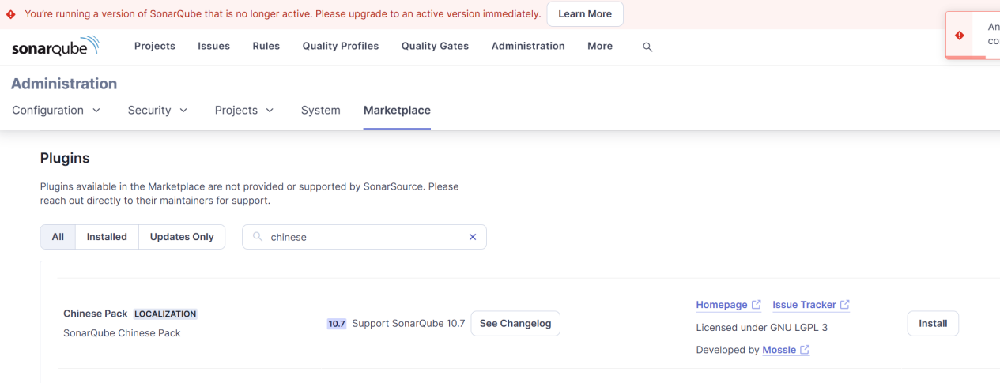 You're running a version of SonarQube that is no longer active. Please upgrade to an active version immediately. Learn More
An
co
sonarqube Projects Issues Rules Quality Profiles Quality Gates Administration More
Administration
Configuration Security Projects System Marketplace
Plugins
Plugins available in the Marketplace are not provided or supported by SonarSource. Please
reach out directly to their maintainers for support.
All Installed Updates Only chinese
Chinese Pack LOCALIZATION
SonarQube Chinese Pack
10.7 Support SonarQube 10.7 See Changelog
Homepage Issue Tracker
Licensed under GNU LGPL 3
Developed by Mossle
Install